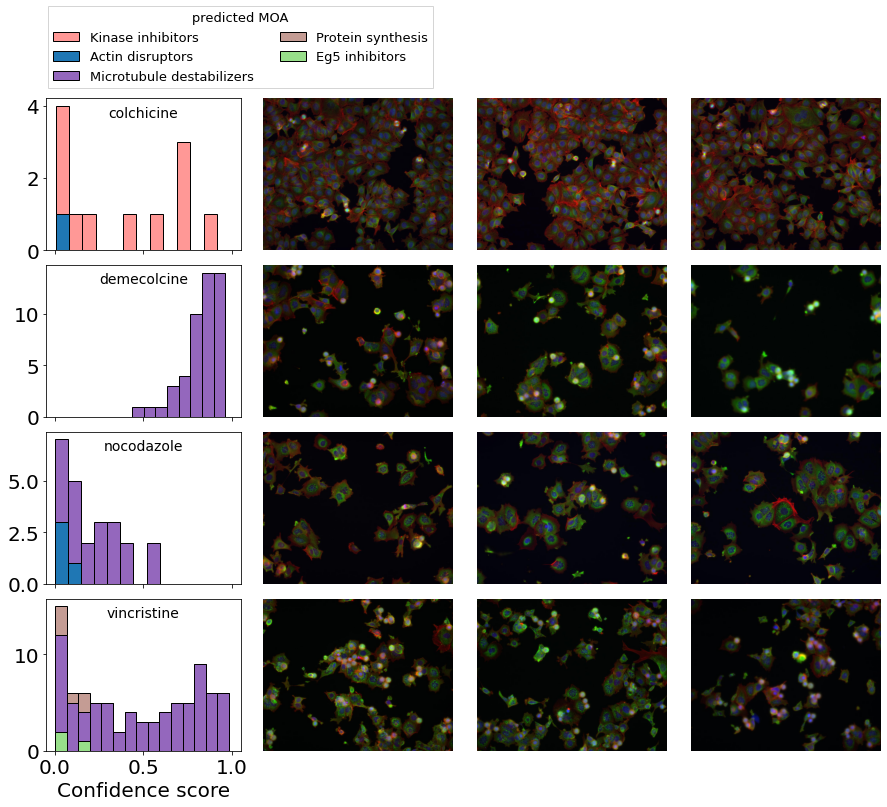 predicted MOA
Kinase inhibitors
Actin disruptors
Microtubule destabilizers
Protein synthesis
Eg5 inhibitors
4
2
0
colchicine
10
5
0
demecolcine
5.0
2.5
0.0
nocodazole
10
0
vincristine
0.0 0.5 1.0
Confidence score